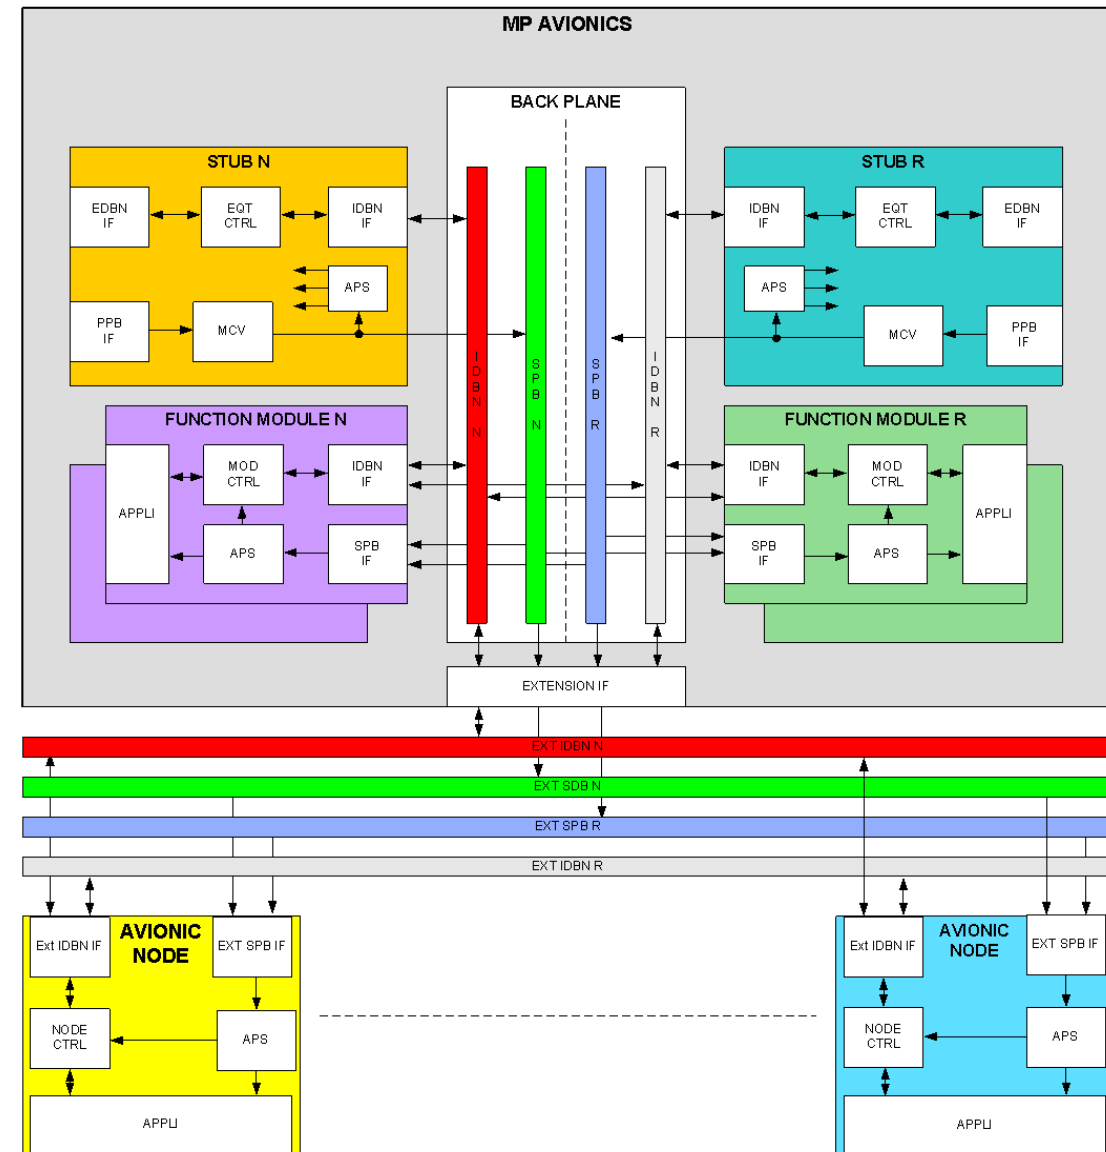 MP AVIONICS
BACK PLANE
STUB N
EDBN
IF
EQT
CTRL
IDBN
IF
APS
PPB
IF
MCV
STUB R
IDBN
IF
EQT
CTRL
EDBN
IF
APS
MCV
PPB
IF
IDBN N
SPB N
SPB R
IDBN R
FUNCTION MODULE N
APPLI
MOD
CTRL
IDBN
IF
APS
SPB
IF
FUNCTION MODULE R
IDBN
IF
MOD
CTRL
APPLI
SPB
IF
APS
EXTENSION IF
EXT IDBN N
EXT SDB N
EXT SPB R
EXT IDBN R
Ext IDBN IF
AVIONIC
NODE
EXT SPB IF
NODE
CTRL
APS
APPLI
Ext IDBN IF
AVIONIC
NODE
EXT SPB IF
NODE
CTRL
APS
APPLI